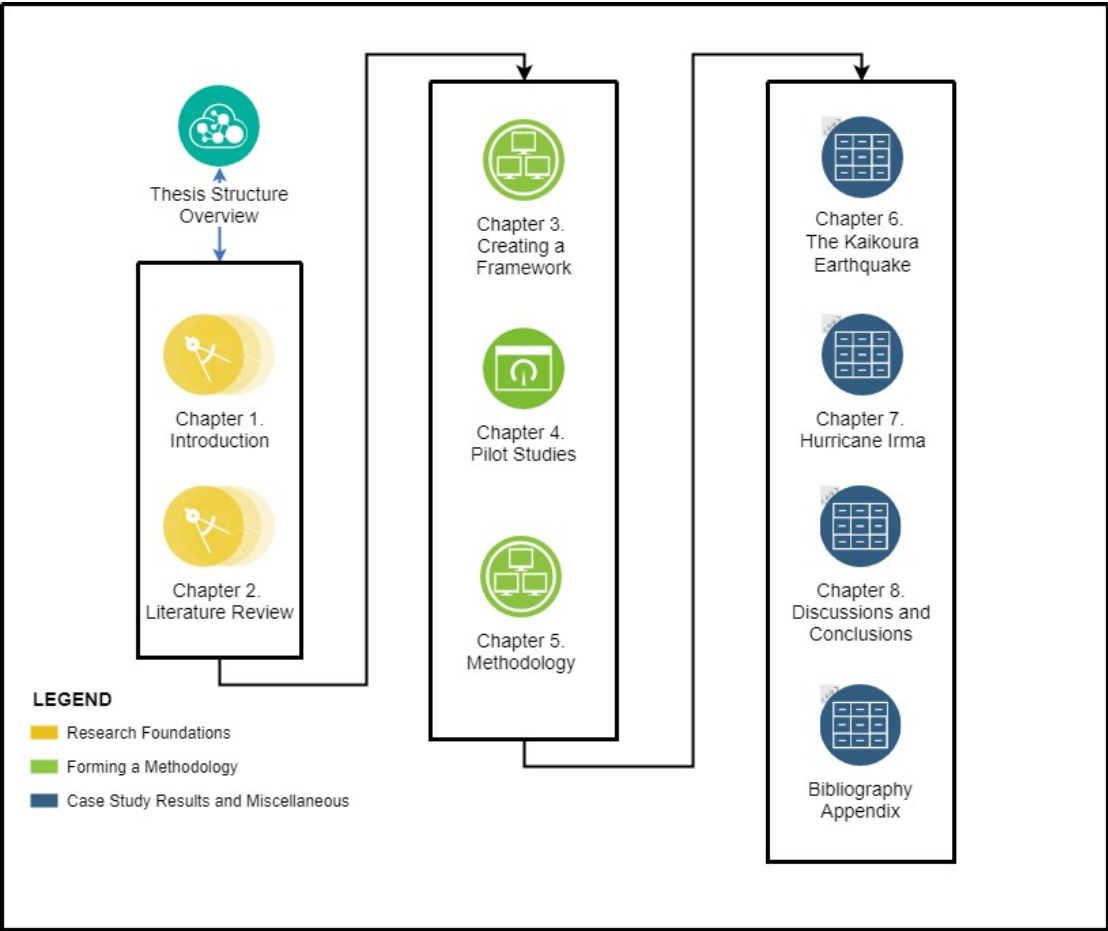 Thesis Structure
Overview
Chapter 1.
Introduction
Chapter 2.
Literature Review
Chapter 3.
Creating a
Framework
Chapter 4.
Pilot Studies
Chapter 5.
Methodology
Chapter 6.
The Kaikoura
Earthquake
Chapter 7.
Hurricane Irma
Chapter 8.
Discussions and
Conclusions
Bibliography
Appendix
LEGEND
Research Foundations
Forming a Methodology
Case Study Results and Miscellaneous